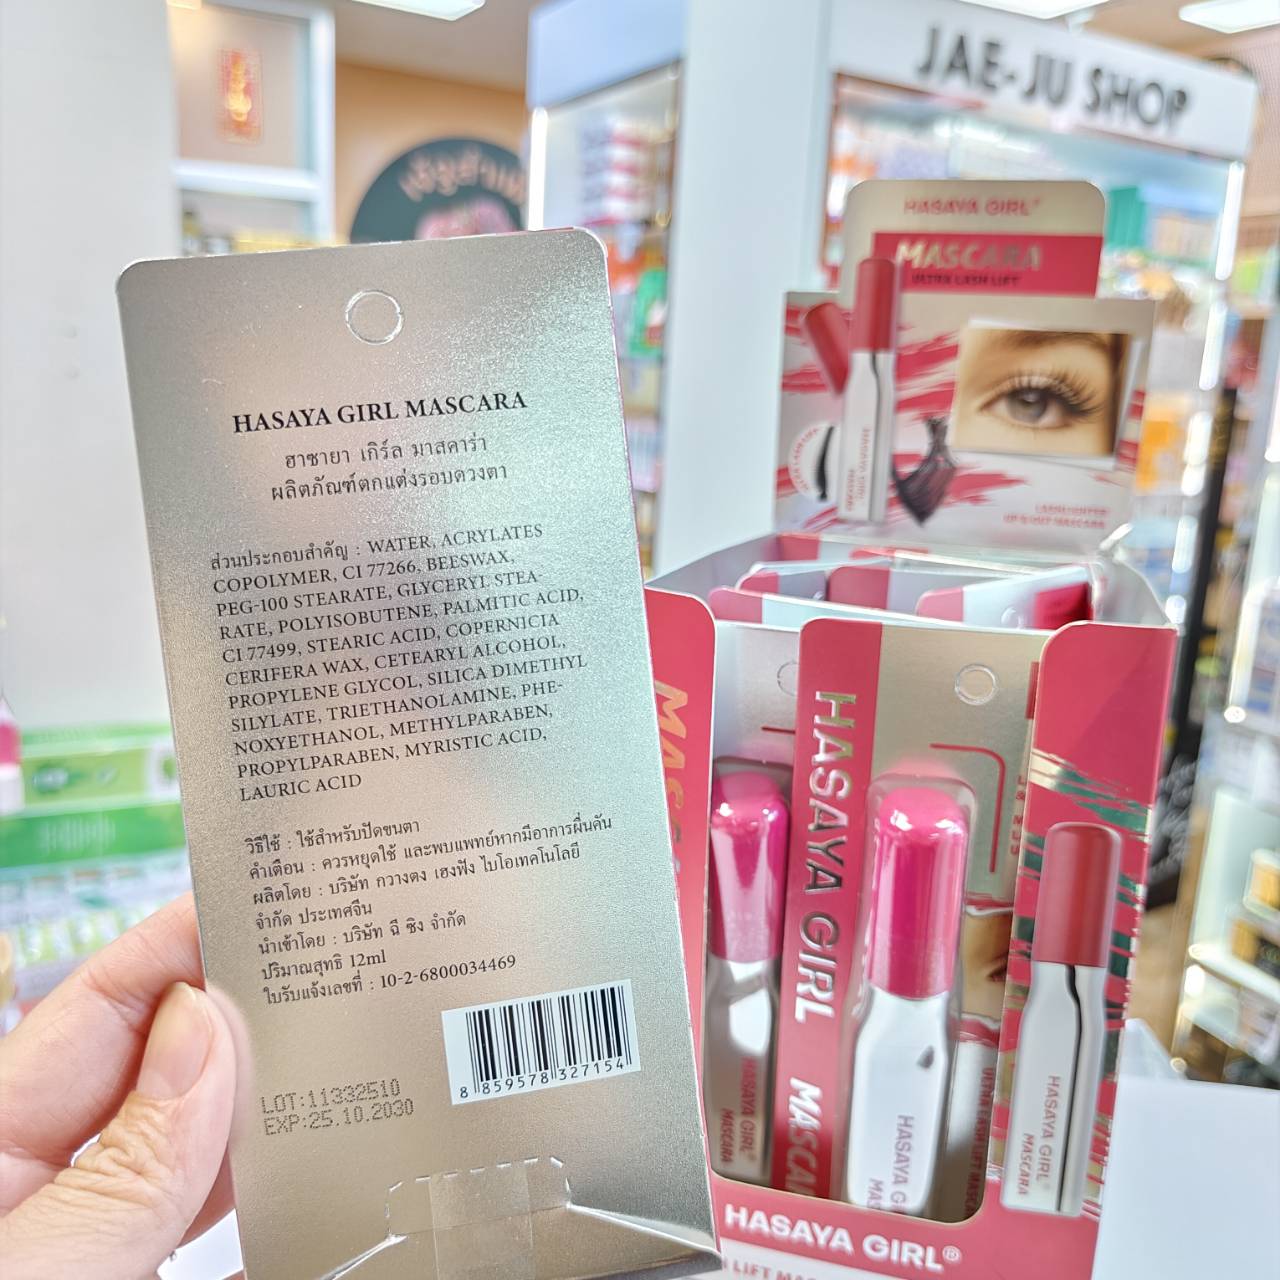 JAE-JU SHOP
HASAYA GIRL
MASCARA
ULTRA LASH LIFT
HASAYA GIRL MASCARA
ฮาซายา เกิร์ล มาสคาร่า
ผลิตภัณฑ์ตกแต่งรอบดวงตา
ส่วนประกอบสำคัญ : WATER, ACRYLATES
COPOLYMER, CI 77266, BEESWAX,
PEG-100 STEARATE, GLYCERYL STEA-
RATE, POLYISOBUTENE, PALMITIC ACID,
CI 77499, STEARIC ACID, COPERNICIA
CERIFERA WAX, CETEARYL ALCOHOL,
PROPYLENE GLYCOL, SILICA DIMETHYL
SILYLATE, TRIETHANOLAMINE, PHE-
NOXYETHANOL, METHYLPARABEN,
PROPYLPARABEN, MYRISTIC ACID,
LAURIC ACID
วิธีใช้ : ใช้สำหรับปัดขนตา
คำเตือน : ควรหยุดใช้ และพบแพทย์หากมีอาการผื่นคัน
ผลิตโดย : บริษัท กวางตง เฮงฟัง ไบโอเทคโนโลยี
จำกัด ประเทศจีน
นำเข้าโดย : บริษัท ฉี ซิง จำกัด
ปริมาณสุทธิ 12ml
ใบรับแจ้งเลขที่ : 10-2-6800034469
8 859578 327154
LOT:11332510
EXP:25.10.2030
HASAYA GIRL MASCARA
HASAYA GIRL
MASCARA
HASAYA GIRL
HASAYA GIRL
MASCARA
HASAYA GIRL®